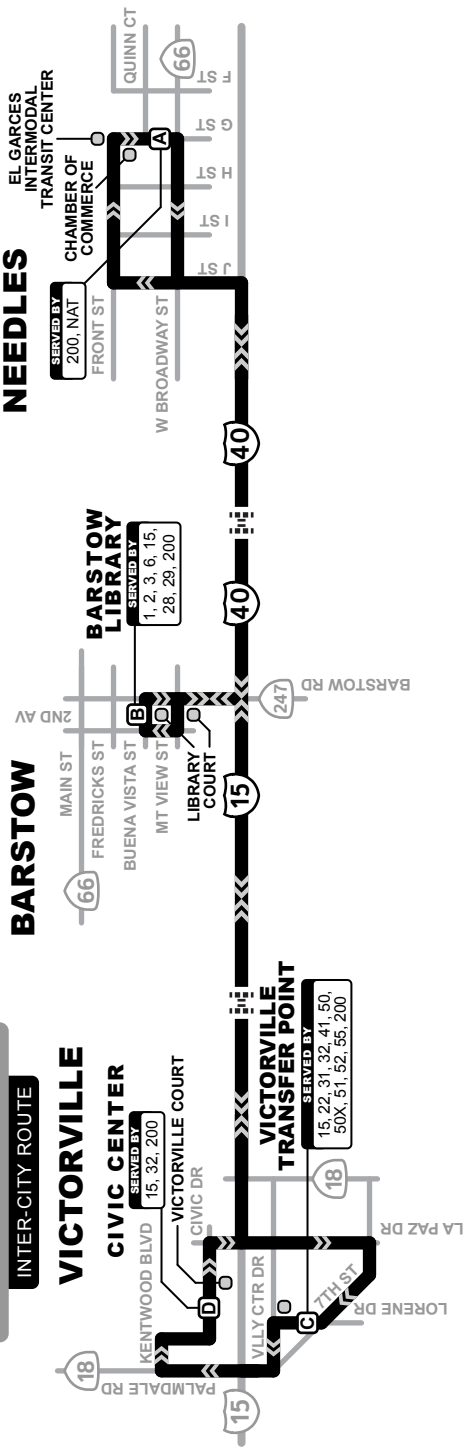 INTER-CITY ROUTE
VICTORVILLE
CIVIC CENTER
SERVED BY
15, 32, 200
VICTORVILLE COURT
KENTWOOD BLVD
CIVIC DR
18
PALMDALE RD
15
VLLY CTR DR
D
C
7TH ST
LORENE DR
LA PAZ DR
18
VICTORVILLE
TRANSFER POINT
SERVED BY
15, 22, 31, 32, 41, 50,
50X, 51, 52, 55, 200
BARSTOW
66
MAIN ST
FREDRICKS ST
BUENA VISTA ST
MT VIEW ST
2ND AV
B
BARSTOW
LIBRARY
SERVED BY
1, 2, 3, 6, 15,
28, 29, 200
LIBRARY
COURT
15
247
BARSTOW RD
40
40
NEEDLES
SERVED BY
200, NAT
FRONT ST
W BROADWAY ST
EL GARCES
INTERMODAL
TRANSIT CENTER
CHAMBER OF
COMMERCE
A
J ST
I ST
H ST
G ST
F ST
QUINN CT
66